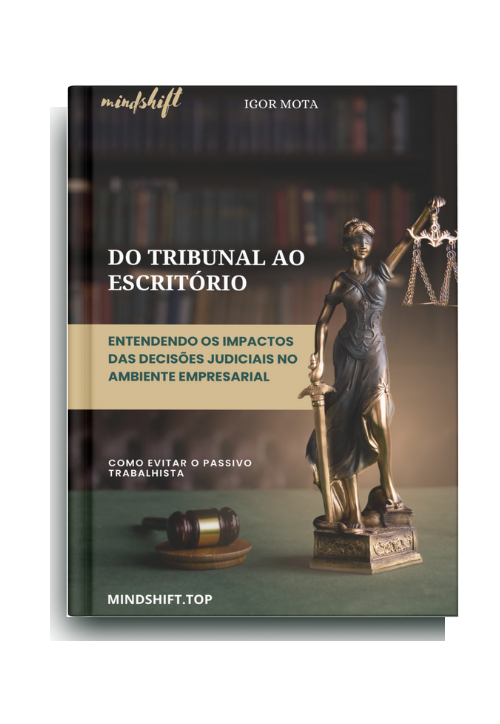 mindshift
IGOR MOTA
DO TRIBUNAL AO
ESCRITÓRIO
ENTENDENDO OS IMPACTOS
DAS DECISÕES JUDICIAIS NO
AMBIENTE EMPRESARIAL
COMO EVITAR O PASSIVO
TRABALHISTA
MINDSHIFT.TOP